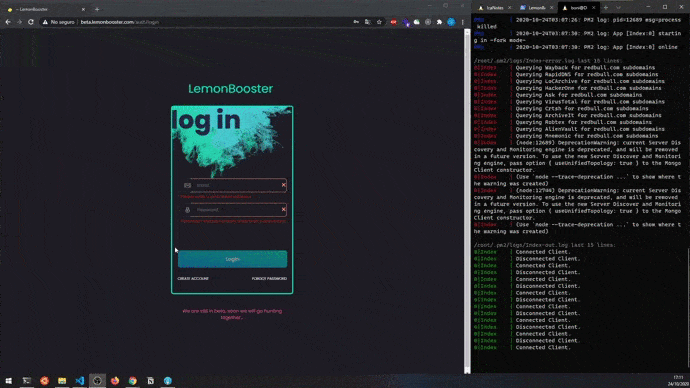 ~ - LemonBooster
No seguro | beta.lemonbooster.com/auth/login
LemonBooster
log in
Email
Password
Login
CREATE ACCOUNT
FORGOT PASSWORD
We are still in beta, soon we will go hunting
together...
| 2020-10-24T03:07:26: PM2 log: pid=12689 msg=process
killed
| 2020-10-24T03: PM2 log: App [Index:0] startin
g in -fork mode-
| 2020-10-24T03: PM2 log: App [Index:0] online
/root/.pm2/logs/Index-error.log last 15 lines:
0|Index | Querying Wayback for redbull.com subdomains
0|Index | Querying RapidDNS for redbull.com subdomains
0|Index | Querying LoCArchive for redbull.com subdomains
0|Index | Querying HackerOne for redbull.com subdomains
0|Index | Querying Ask for redbull.com subdomains
0|Index | Querying VirusTotal for redbull.com subdomains
0|Index | Querying Crtsh for redbull.com subdomains
0|Index | Querying ArchiveIt for redbull.com subdomains
0|Index | Querying Robtex for redbull.com subdomains
0|Index | Querying AlienVault for redbull.com subdomains
0|Index | Querying Mnemonic for redbull.com subdomains
0|Index | (node:12689) DeprecationWarning: current Server Dis
covery and Monitoring engine is deprecated, and will be removed
in a future version. To use the new Server Discover and Monitori
ng engine, pass option { useUnifiedTopology: true } to the Mongo
Client constructor.
0|Index | (Use `node --trace-deprecation ...` to show where t
he warning was created)
0|Index | DeprecationWarning: current Server Dis
covery and Monitoring engine is deprecated, and will be removed
in a future version. To use the new Server Discover and Monitori
ng engine, pass option { useUnifiedTopology: true } to the Mongo
Client constructor.
0|Index | (Use `node --trace-deprecation ...` to show where t
he warning was created)
/root/.pm2/logs/Index-out.log last 15 lines:
0|Index | Connected Client.
0|Index | Disconnected Client.
0|Index | Connected Client.
0|Index | Disconnected Client.
0|Index | Connected Client.
0|Index | Disconnected Client.
0|Index | Connected Client.
0|Index | Disconnected Client.
0|Index | Connected Client.
0|Index | Disconnected Client.
0|Index | Connected Client.
0|Index | Disconnected Client.
0|Index | Connected Client.
0|Index | Disconnected Client.
0|Index | Connected Client.
17:11
24/10/2020